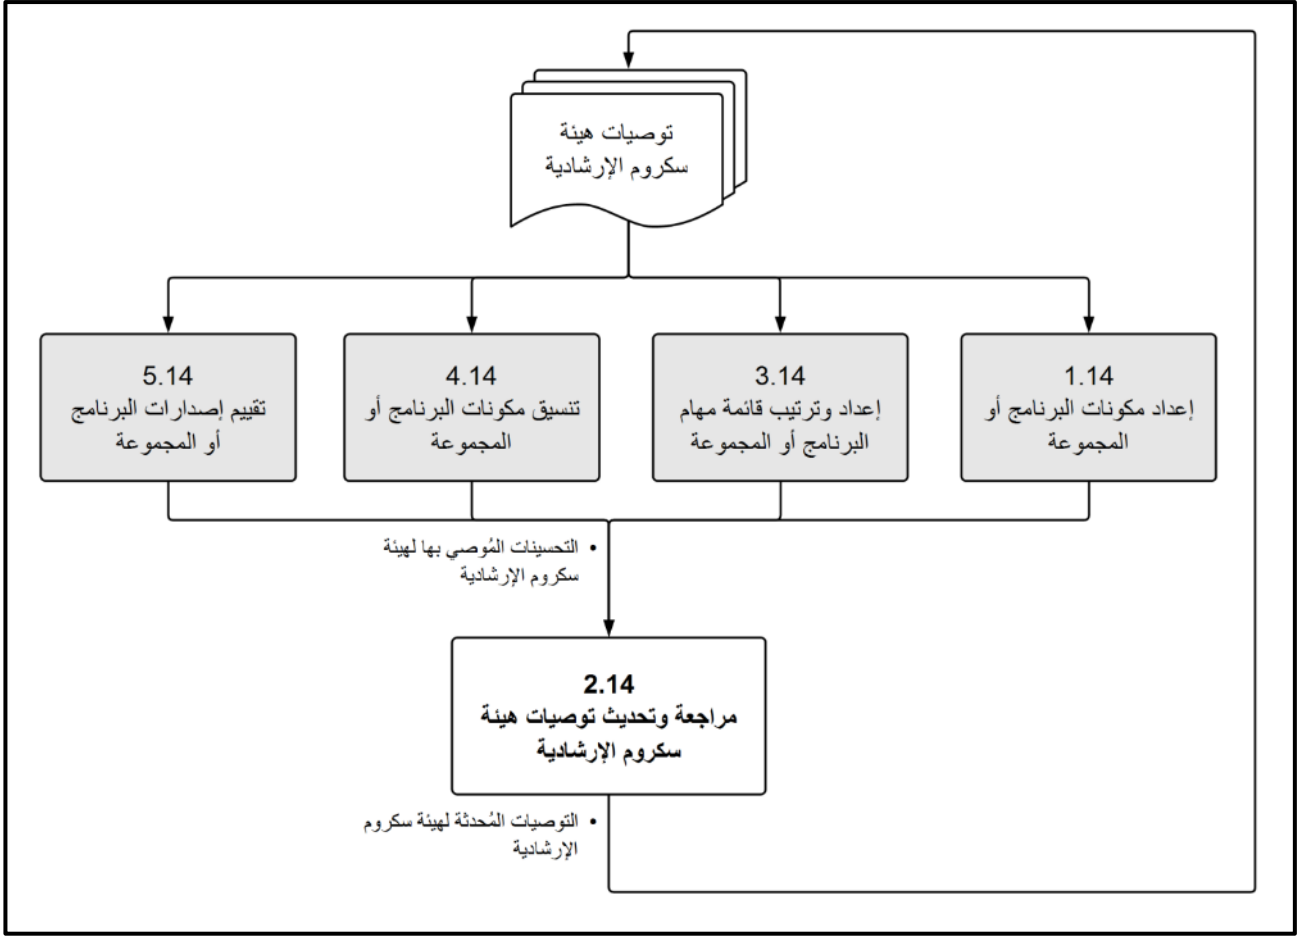 توصيات هيئة
سكروم الإرشادية
1.14
إعداد مكونات البرنامج أو
المجموعة
3.14
إعداد وترتيب قائمة مهام
البرنامج أو المجموعة
4.14
تنسيق مكونات البرنامج أو
المجموعة
5.14
تقييم إصدارات البرنامج
أو المجموعة
• التحسينات المُوصي بها لهيئة
سكروم الإرشادية
2.14
مراجعة وتحديث توصيات هيئة
سكروم الإرشادية
• التوصيات المُحدثة لهيئة سكروم
الإرشادية